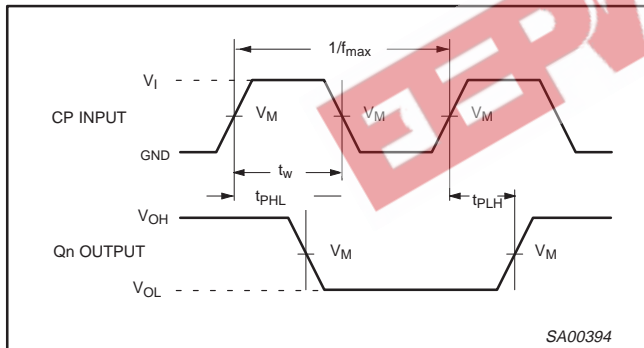 1/fmax
VI
CP INPUT
VM
VM
VM
GND
tw
tPHL
tPLH
VOH
Qn OUTPUT
VM
VM
VOL
SA00394